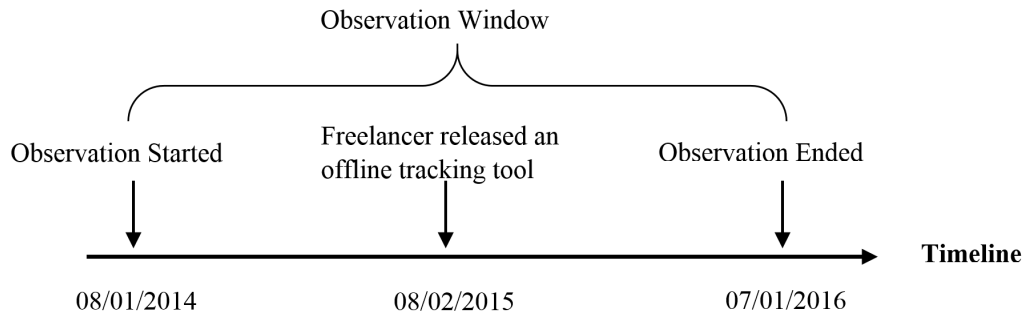 Observation Window
Observation Started
Freelancer released an
offline tracking tool
Observation Ended
Timeline
08/01/2014
08/02/2015
07/01/2016